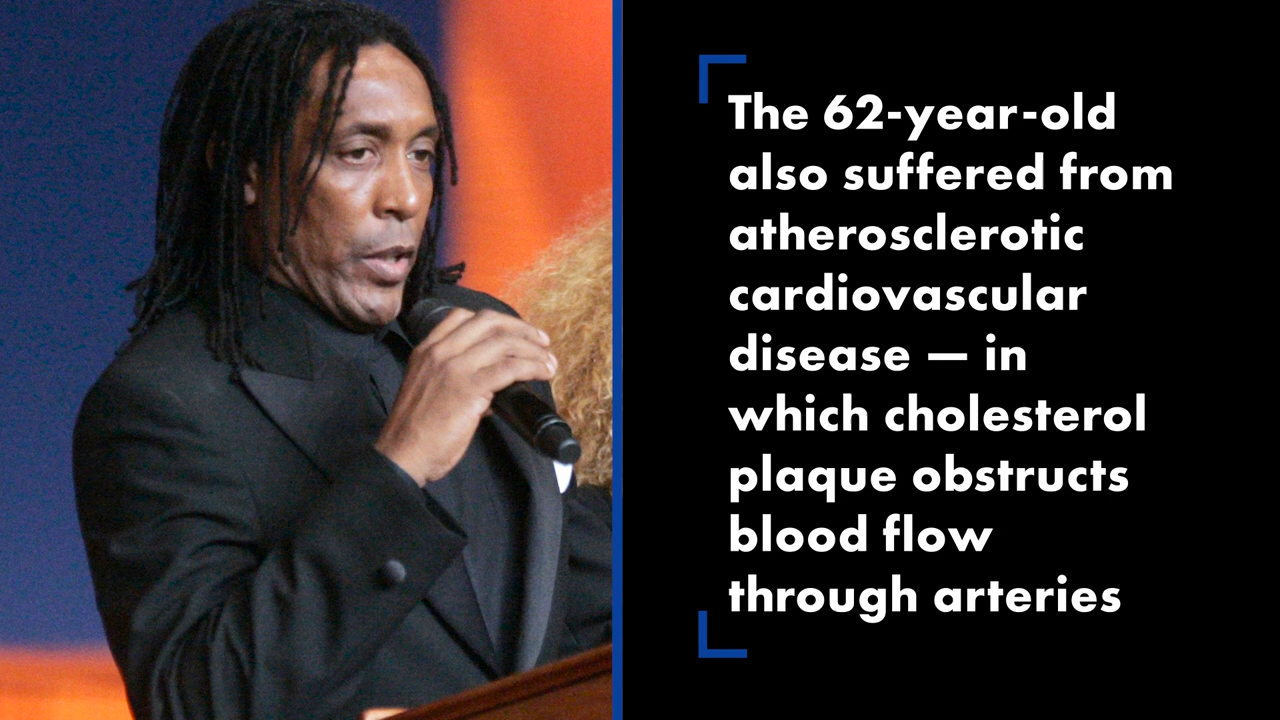 The 62-year-old
also suffered from
atherosclerotic
cardiovascular
disease — in
which cholesterol
plaque obstructs
blood flow
through arteries